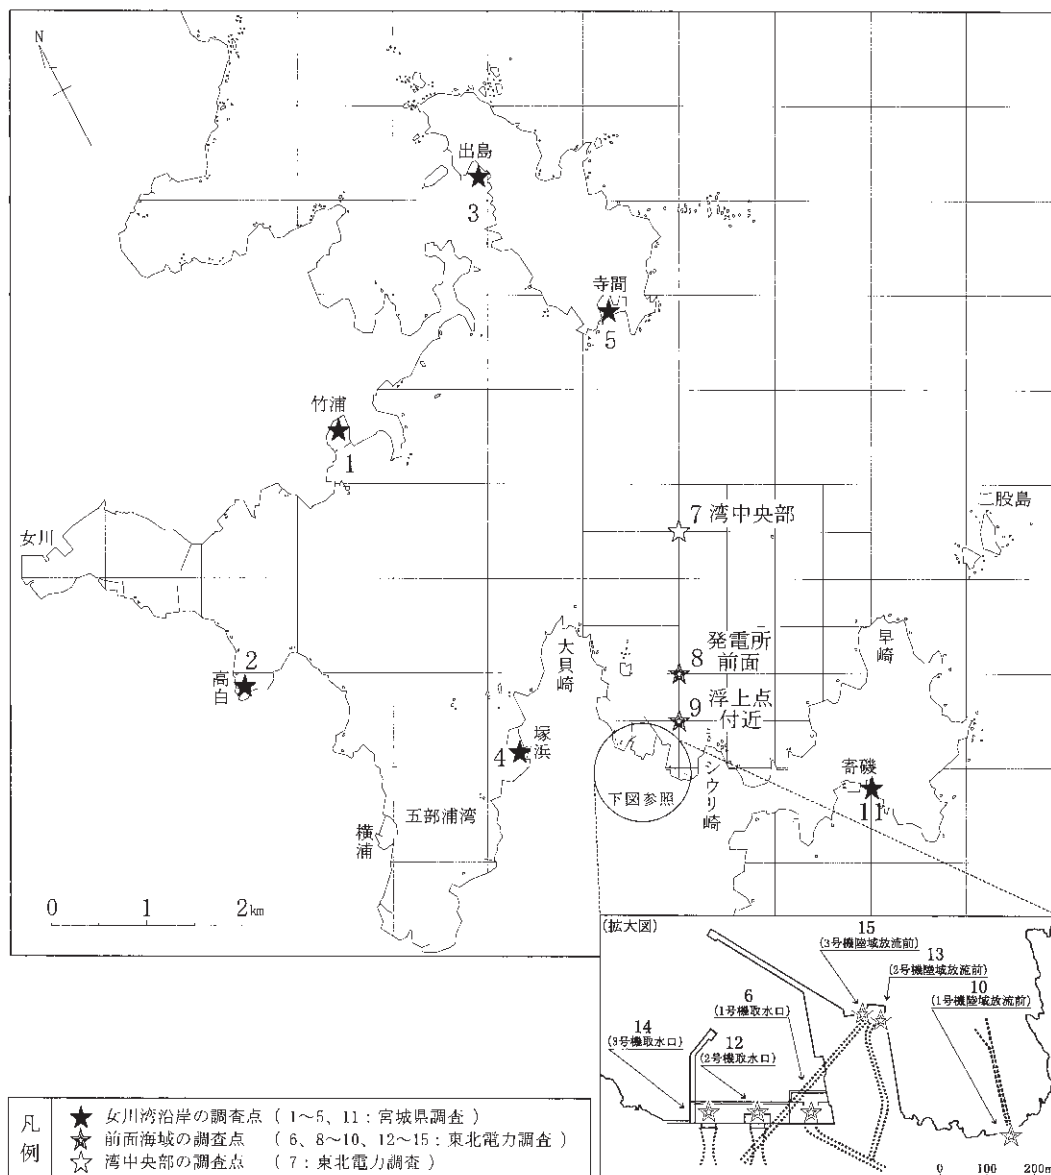 N
出島
3
寺間
5
竹浦
1
7 湾中央部
二股島
女川
大貝崎
早崎
8 発電所
前面
2
高白
9 浮上点
付近
塚浜
4
シウリ崎
寄磯
11
下図参照
五部浦湾
横浦
0 1 2km
(拡大図)
15
(3号機陸域放流前)
13
(2号機陸域放流前)
10
(1号機陸域放流前)
6
(1号機取水口)
14
(3号機取水口)
12
(2号機取水口)
0 100 200m
凡例
★ 女川湾沿岸の調査点 ( 1~5、11：宮城県調査 )
前面海域の調査点 ( 6、8~10、12~15：東北電力調査 )
☆ 湾中央部の調査点 ( 7：東北電力調査 )